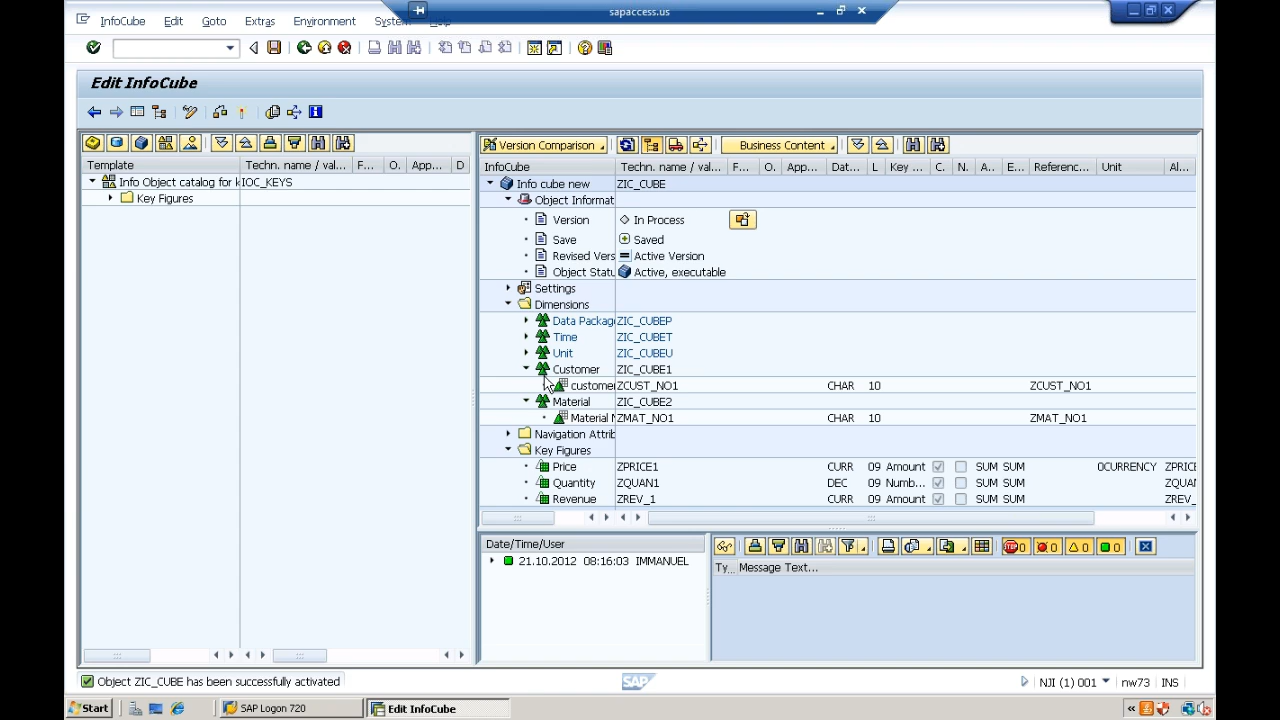 sapaccess.us
InfoCube Edit Goto Extras Environment System
Edit InfoCube
Version Comparison Business Content
Template Techn. name / val... F... O. App... D
Info Object catalog for k IOC_KEYS
Key Figures
InfoCube Techn. name / val... F... O. App... Dat... L Key ... C. N. A.. E... Referenc... Unit Al
Info cube new ZIC_CUBE
Object Informat
Version In Process
Save Saved
Revised Vers Active Version
Object Statu Active, executable
Settings
Dimensions
Data Packag ZIC_CUBEP
Time ZIC_CUBET
Unit ZIC_CUBEU
Customer ZIC_CUBE1
custome ZCUST_NO1 CHAR 10 ZCUST_NO1
Material ZIC_CUBE2
Material N ZMAT_NO1 CHAR 10 ZMAT_NO1
Navigation Attrib
Key Figures
Price ZPRICE1 CURR 09 Amount SUM SUM 0CURRENCY ZPRICE
Quantity ZQUAN1 DEC 09 Numb... SUM SUM ZQUA
Revenue ZREV_1 CURR 09 Amount SUM SUM ZREV_
Date/Time/User
21.10.2012 08:16:03 IMMANUEL
0 0 0 0
Ty... Message Text...
Object ZIC_CUBE has been successfully activated
SAP
NJI (1) 001 nw73 INS
Start SAP Logon 720 Edit InfoCube